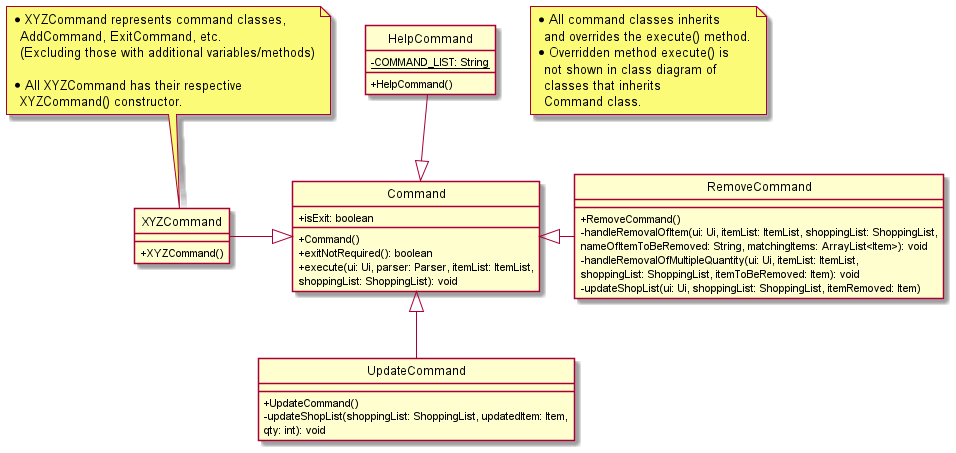 ● XYZCommand represents command classes,
AddCommand, ExitCommand, etc.
(Excluding those with additional variables/methods)
● All XYZCommand has their respective
XYZCommand() constructor.
HelpCommand
-COMMAND_LIST: String
+HelpCommand()
● All command classes inherits
and overrides the execute() method.
● Overridden method execute() is
not shown in class diagram of
classes that inherits
Command class.
XYZCommand
+XYZCommand()
Command
+isExit: boolean
+Command()
+exitNotRequired(): boolean
+execute(ui: Ui, parser: Parser, itemList: ItemList,
shoppingList: ShoppingList): void
RemoveCommand
+RemoveCommand()
-handleRemovalOfItem(ui: Ui, itemList: ItemList, shoppingList: ShoppingList,
nameOfItemToBeRemoved: String, matchingItems: ArrayList<Item>): void
-handleRemovalOfMultipleQuantity(ui: Ui, itemList: ItemList,
shoppingList: ShoppingList, itemToBeRemoved: Item): void
-updateShopList(ui: Ui, shoppingList: ShoppingList, itemRemoved: Item)
UpdateCommand
+UpdateCommand()
-updateShopList(shoppingList: ShoppingList, updatedItem: Item,
qty: int): void